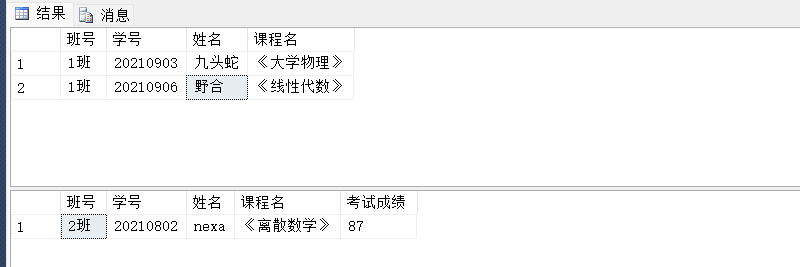 结果 消息
班号 学号 姓名 课程名
1 1班 20210903 九头蛇 《大学物理》
2 1班 20210906 野合 《线性代数》
班号 学号 姓名 课程名 考试成绩
1 2班 20210802 nexa 《离散数学》 87